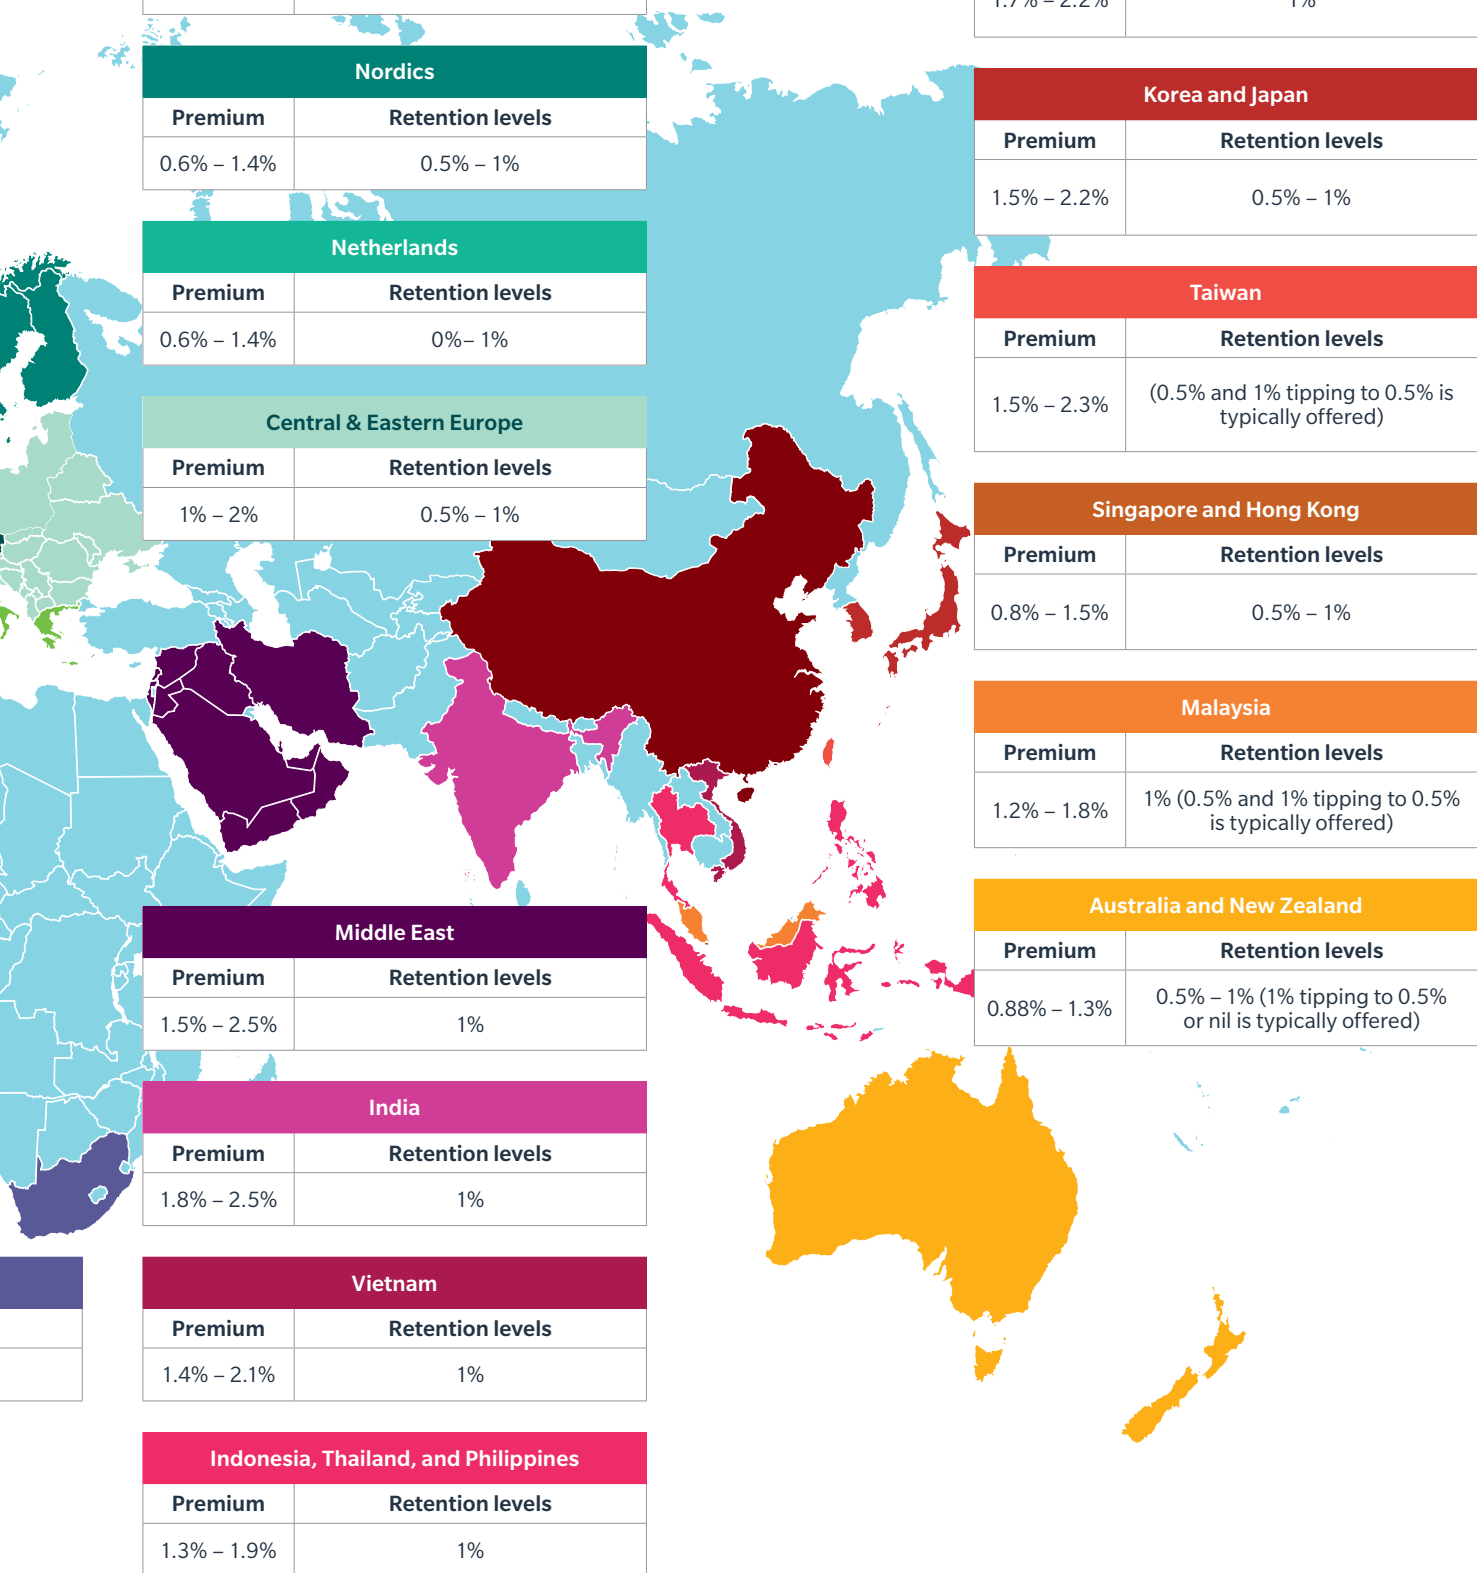 Nordics
Premium Retention levels
0.6% – 1.4% 0.5% – 1%
Netherlands
Premium Retention levels
0.6% – 1.4% 0%– 1%
Central & Eastern Europe
Premium Retention levels
1% – 2% 0.5% – 1%
Middle East
Premium Retention levels
1.5% – 2.5% 1%
India
Premium Retention levels
1.8% – 2.5% 1%
Vietnam
Premium Retention levels
1.4% – 2.1% 1%
Indonesia, Thailand, and Philippines
Premium Retention levels
1.3% – 1.9% 1%
1.7% – 2.2% 1%
Korea and Japan
Premium Retention levels
1.5% – 2.2% 0.5% – 1%
Taiwan
Premium Retention levels
1.5% – 2.3% (0.5% and 1% tipping to 0.5% is
typically offered)
Singapore and Hong Kong
Premium Retention levels
0.8% – 1.5% 0.5% – 1%
Malaysia
Premium Retention levels
1.2% – 1.8% 1% (0.5% and 1% tipping to 0.5%
is typically offered)
Australia and New Zealand
Premium Retention levels
0.88% – 1.3% 0.5% – 1% (1% tipping to 0.5%
or nil is typically offered)